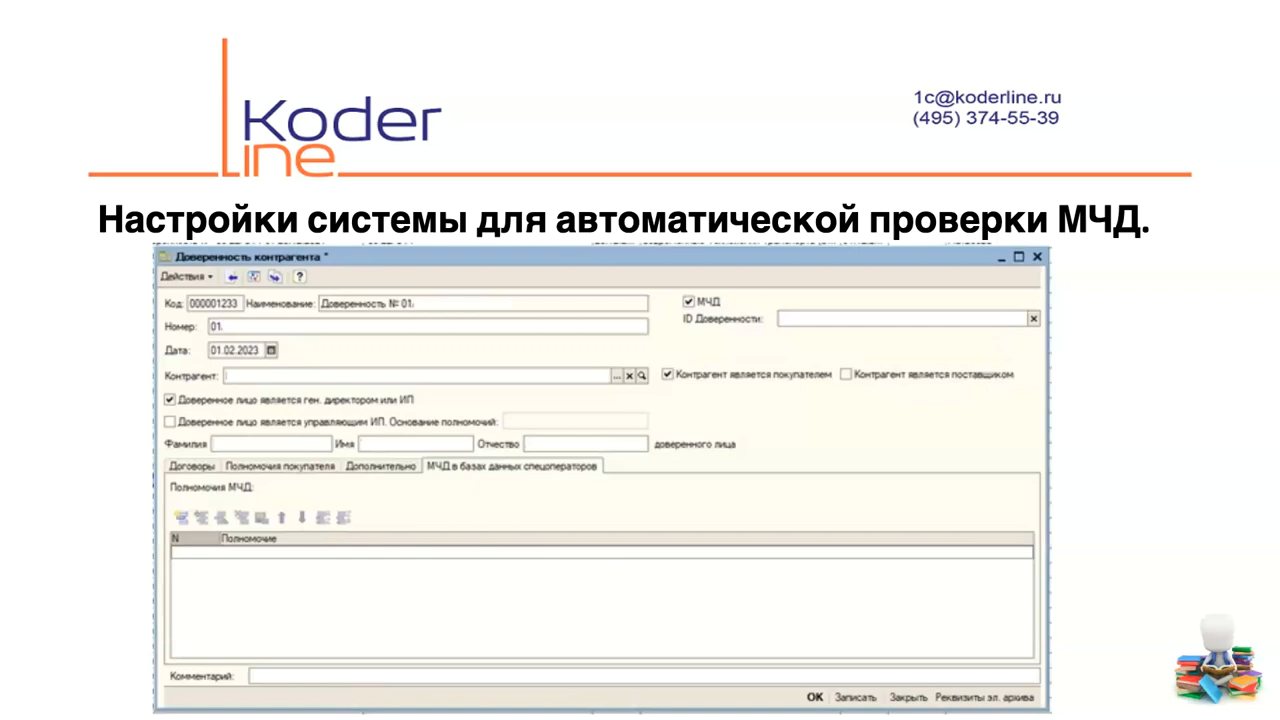 Koder
line
1c@koderline.ru
(495) 374-55-39
Настройки системы для автоматической проверки МЧД.
Доверенность контрагента *
Действия ?
Код: 000001233 Наименование: Доверенность № 01.
МЧД
Номер: 01.
ID Доверенности:
Дата: 01.02.2023
Контрагент: ... Контрагент является покупателем Контрагент является поставщиком
Доверенное лицо является ген. директором или ИП
Доверенное лицо является управляющим ИП. Основание полномочий:
Фамилия Имя Отчество доверенного лица
Договоры Полномочия покупателя Дополнительно МЧД в базах данных спецоператоров
Полномочия МЧД:
N Полномочие
Комментарий:
OK Записать Закрыть Реквизиты эл. архива